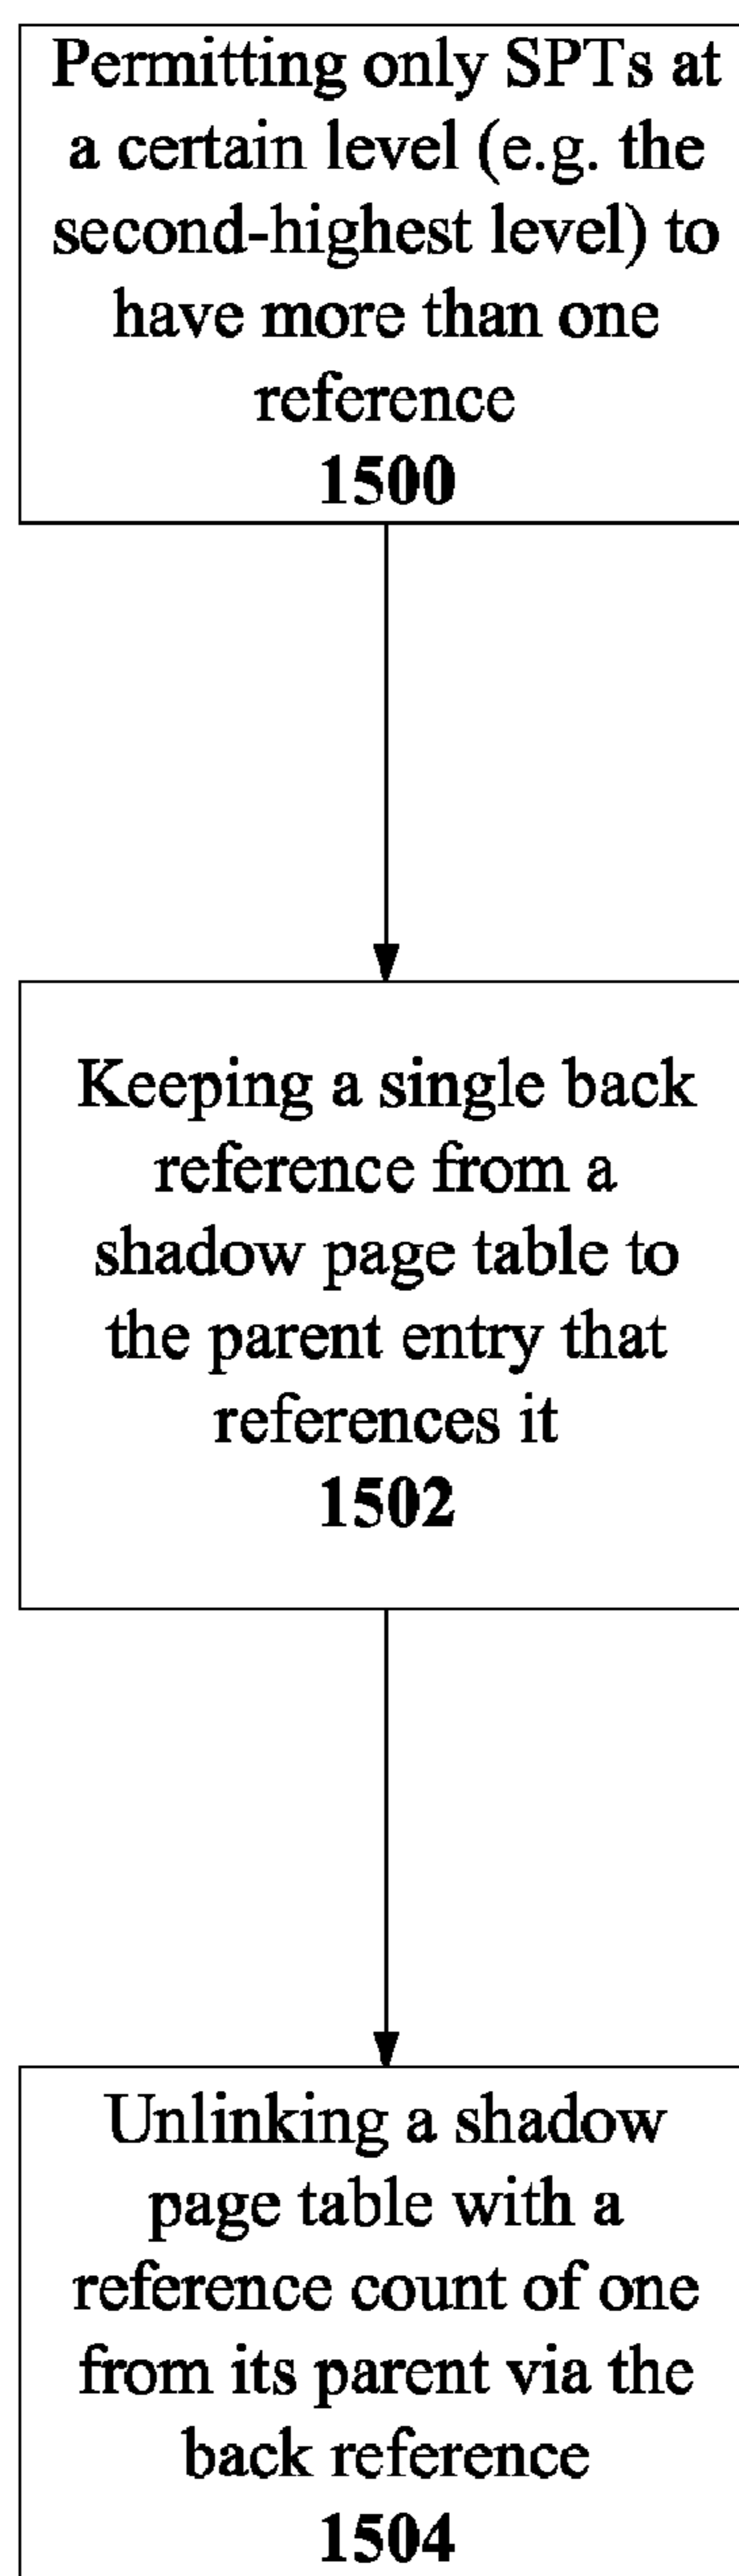 Permitting only SPTs at
a certain level (e.g. the
second-highest level) to
have more than one
reference
1500
Keeping a single back
reference from a
shadow page table to
the parent entry that
references it
1502
Unlinking a shadow
page table with a
reference count of one
from its parent via the
back reference
1504